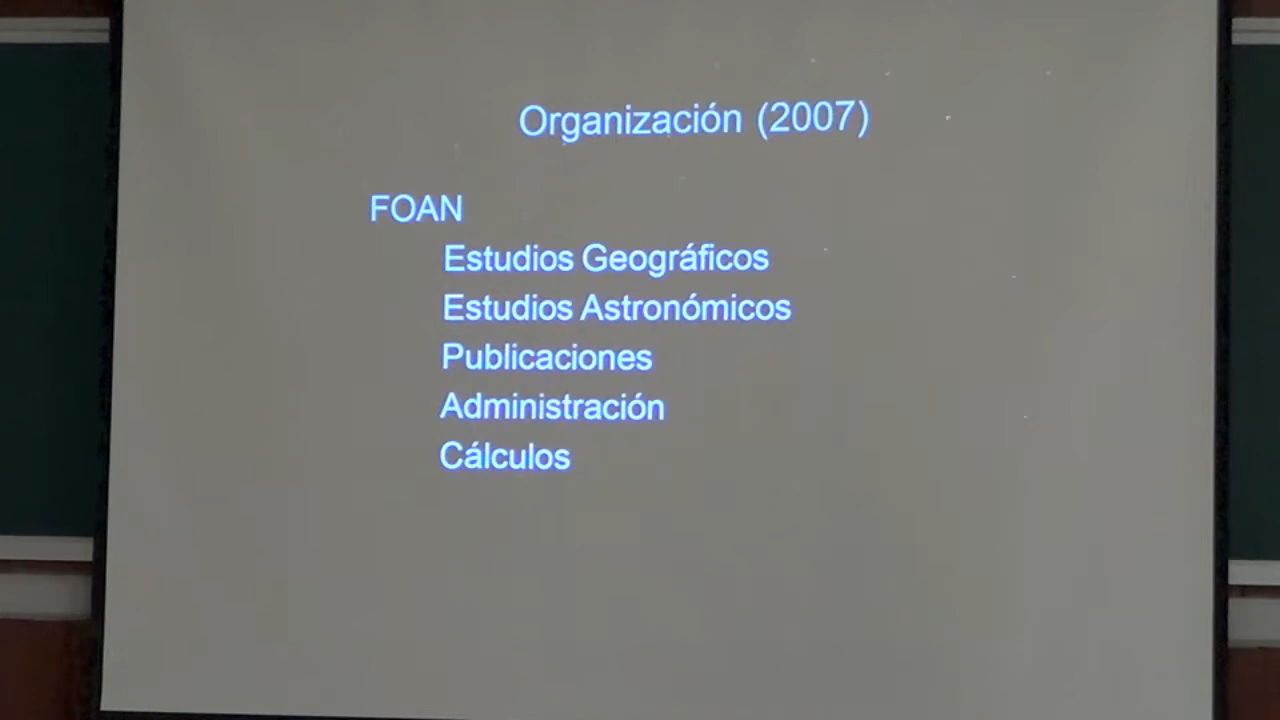 Organización (2007)
FOAN
Estudios Geográficos
Estudios Astronómicos
Publicaciones
Administración
Cálculos